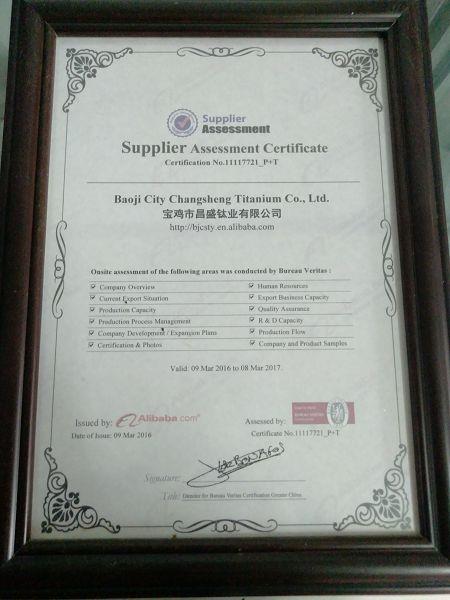 Supplier
Assessment
Supplier Assessment Certificate
Certification No.11117721_P+T
Baoji City Changsheng Titanium Co., Ltd.
宝鸡市昌盛钛业有限公司
http://bjcsty.en.alibaba.com
Onsite assessment of the following areas was conducted by Bureau Veritas :
Company Overview Human Resources
Current Export Situation Export Business Capacity
Production Capacity Quality Assurance
Production Process Management R & D Capacity
Company Development / Expansion Plans Production Flow
Certification & Photos Company and Product Samples
Valid: 09 Mar 2016 to 08 Mar 2017.
Issued by: Alibaba.com® Assessed by:
Date of Issue: 09 Mar 2016 Certificate No.11117721_P+T
Signature:
Title: Director for Bureau Veritas Certification Greater China